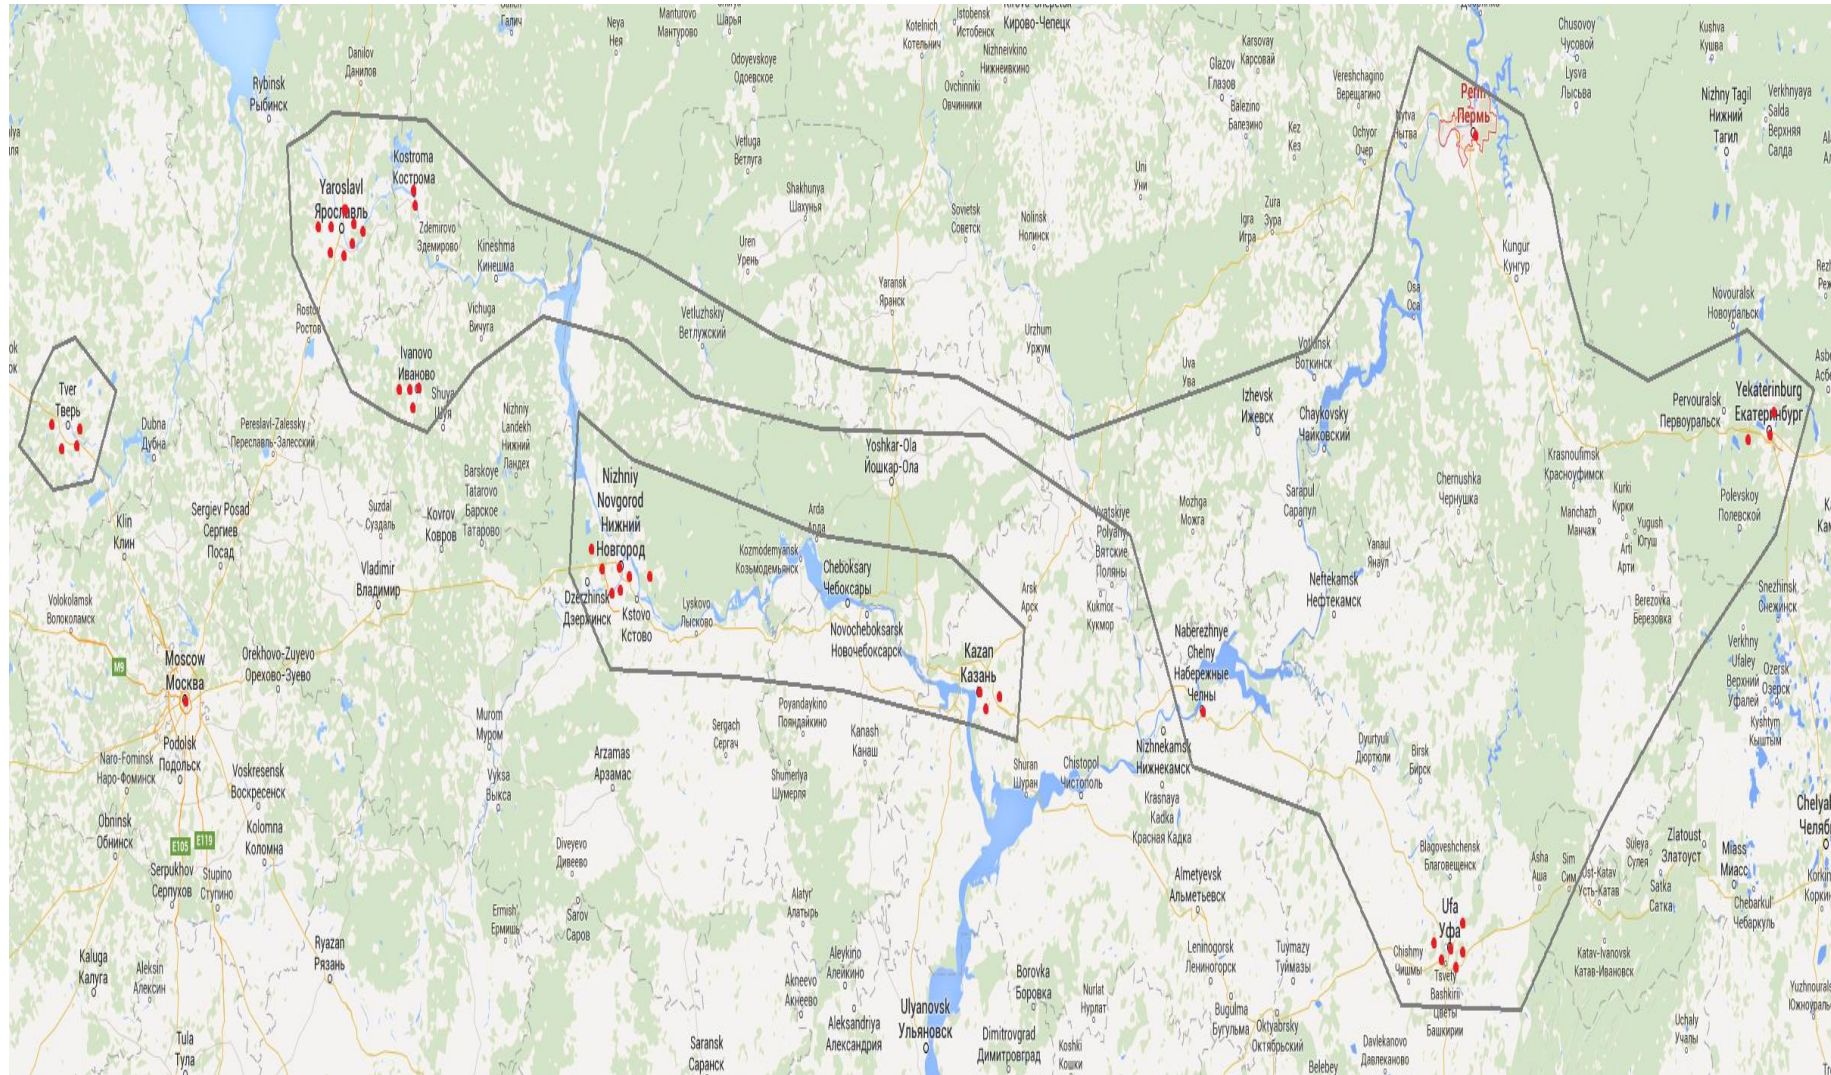 Галич
Neya
Нея
Manturovo
Мантурово
Шарья
Kotelnich
Котельнич
Istobensk
Истобенск
Кирово-Чепецк
Nizhneivkino
Нижнеивкино
Karsovay
Карсовай
Glazov
Глазов
Chusovoy
Чусовой
Kushva
Кушва
Danilov
Данилов
Odoyevskoye
Одоевское
Ovchinniki
Овчинники
Vereshchagino
Верещагино
Lysva
Лысьва
Rybinsk
Рыбинск
Balezino
Балезино
Perm
Пермь
Nizhny Tagil
Нижний
Тагил
Verkhnyaya
Salda
Верхняя
Салда
Kostroma
Кострома
Vetluga
Ветлуга
Kez
Кез
Ochyor
Очер
Nytva
Нытва
Yaroslavl
Ярославль
Shakhunya
Шахунья
Uni
Уни
Zdemirovo
Здемирово
Kineshma
Кинешма
Uren
Урень
Sovetsk
Советск
Nolinsk
Нолинск
Igra
Игра
Zura
Зура
Kungur
Кунгур
Rostov
Ростов
Vichuga
Вичуга
Vetluzhskiy
Ветлужский
Yaransk
Яранск
Urzhum
Уржум
Osa
Оса
Novouralsk
Новоуральск
Tver
Тверь
Ivanovo
Иваново
Shuya
Шуя
Uva
Ува
Votkinsk
Воткинск
Dubna
Дубна
Pereslavl-Zalessky
Переславль-Залесский
Nizhny
Landekh
Нижний
Ландех
Yoshkar-Ola
Йошкар-Ола
Izhevsk
Ижевск
Chaykovsky
Чайковский
Pervouralsk
Первоуральск
Yekaterinburg
Екатеринбург
Barskoye
Tatarovo
Барское
Татарово
Nizhniy
Novgorod
Нижний
Новгород
Krasnoufimsk
Красноуфимск
Klin
Клин
Sergiev Posad
Сергиев
Посад
Suzdal
Суздаль
Kovrov
Ковров
Arda
Арда
Vyatskiye
Polyany
Вятские
Поляны
Mozhga
Можга
Sarapul
Сарапул
Chernushka
Чернушка
Kurki
Курки
Manchazh
Манчаж
Yugush
Югуш
Arti
Арти
Polevskoy
Полевской
Vladimir
Владимир
Kozmodemyansk
Козьмодемьянск
Cheboksary
Чебоксары
Yanaul
Янаул
Neftekamsk
Нефтекамск
Volokolamsk
Волоколамск
Dzerzhinsk
Дзержинск
Kstovo
Кстово
Lyskovo
Лысково
Arsk
Арск
Kukmor
Кукмор
Berezovka
Берёзовка
Snezhinsk
Снежинск
Novocheboksarsk
Новочебоксарск
Naberezhnye
Chelny
Набережные
Челны
Moscow
Москва
M9
Orekhovo-Zuyevo
Орехово-Зуево
Kazan
Казань
Verkhny
Ufaley
Верхний
Уфалей
Ozersk
Озерск
Murom
Муром
Poyandaykino
Пояндайкино
Sergach
Сергач
Kanash
Канаш
Kyshtym
Кыштым
Naro-Fominsk
Наро-Фоминск
Podolsk
Подольск
Voskresensk
Воскресенск
Arzamas
Арзамас
Vyksa
Выкса
Shumerlya
Шумерля
Shuran
Шуран
Chistopol
Чистополь
Nizhnekamsk
Нижнекамск
Dyurtyuli
Дюртюли
Birsk
Бирск
Krasnaya
Kadka
Красная Кадка
Obninsk
Обнинск
E105
E119
Kolomna
Коломна
Diveyevo
Дивеево
Blagoveshchensk
Благовещенск
Asha
Аша
Sim
Сим
Suleya
Сулея
Zlatoust
Златоуст
Miass
Миасс
Serpukhov
Серпухов
Stupino
Ступино
Almetyevsk
Альметьевск
Ust-Katav
Усть-Катав
Satka
Сатка
Chebarkul'
Чебаркуль
Ermish'
Ермишь
Sarov
Саров
Alatyr'
Алатырь
Ufa
Уфа
Kaluga
Калуга
Aleksin
Алексин
Ryazan
Рязань
Aleykino
Алейкино
Leninogorsk
Лениногорск
Tuymazy
Туймазы
Chishmy
Чишмы
Tsvety
Bashkirii
Цветы
Башкирии
Katav-Ivanovsk
Катав-Ивановск
Akneevo
Акнеево
Borovka
Боровка
Nurlat
Нурлат
Bugulma
Бугульма
Oktyabrsky
Октябрьский
Tula
Тула
Saransk
Саранск
Aleksandriya
Александрия
Ulyanovsk
Ульяновск
Dimitrovgrad
Димитровград
Koshki
Кошки
Davlekanovo
Давлеканово
Belebey
Uchaly
Учалы